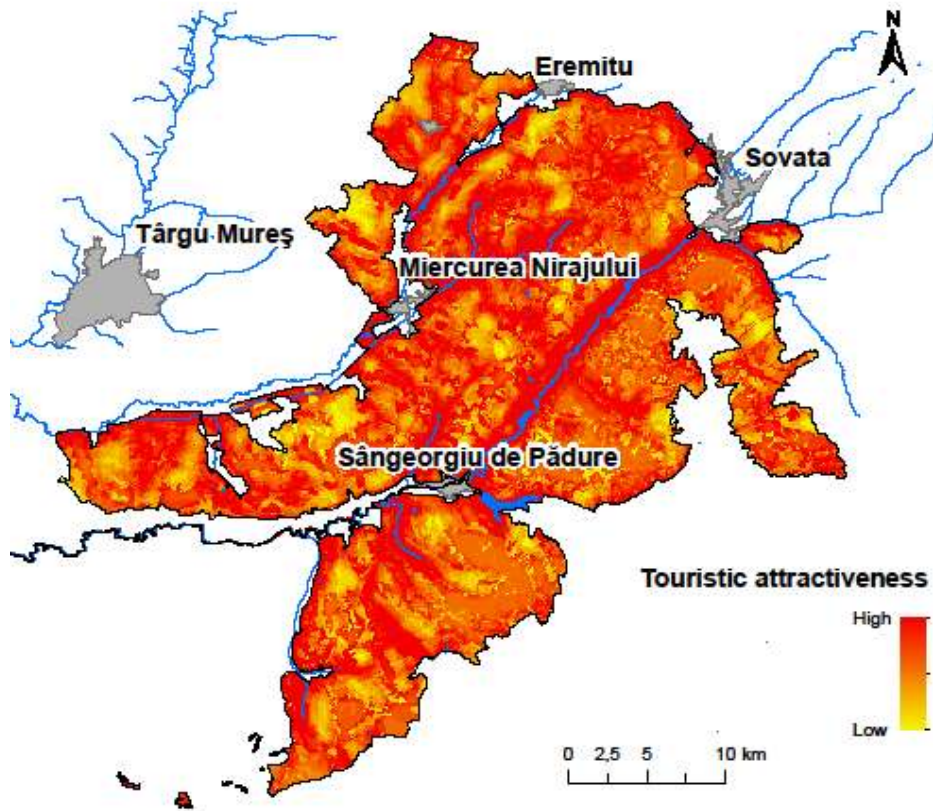 N
Eremitu
Sovata
Târgu Mureş
Miercurea Nirajului
Sângeorgiu de Pădure
Touristic attractiveness
High
Low
0 2,5 5 10 km